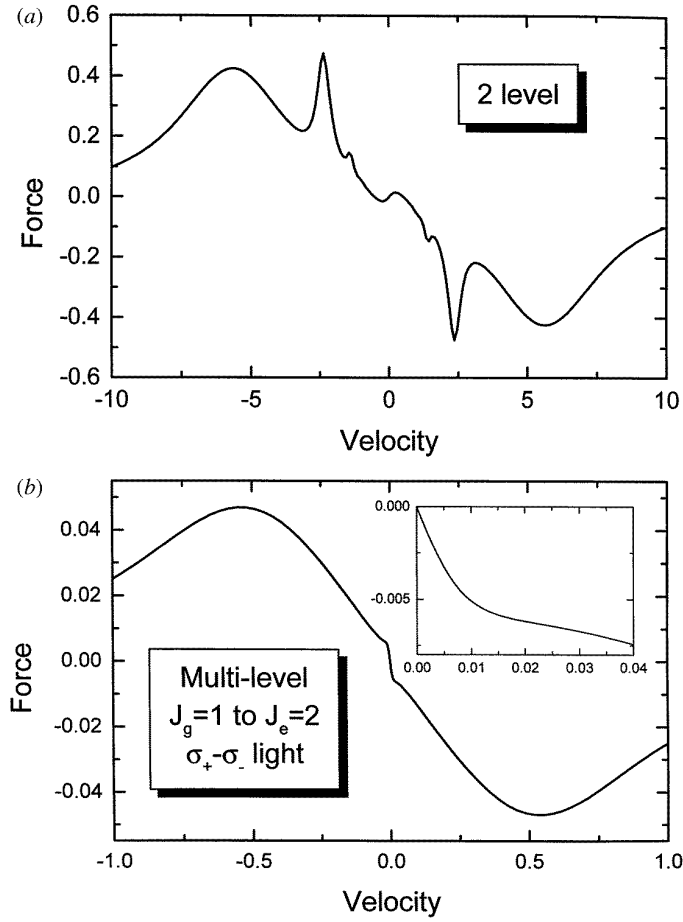 (a)
0.6
0.4
2 level
0.2
0.0
-0.2
-0.4
-0.6
Force
-10 -5 0 5 10
Velocity
(b)
0.04
0.02
0.00
-0.02
-0.04
Force
0.000
-0.005
0.00 0.01 0.02 0.03 0.04
Multi-level
Jg=1 to Je=2
σ+-σ- light
-1.0 -0.5 0.0 0.5 1.0
Velocity